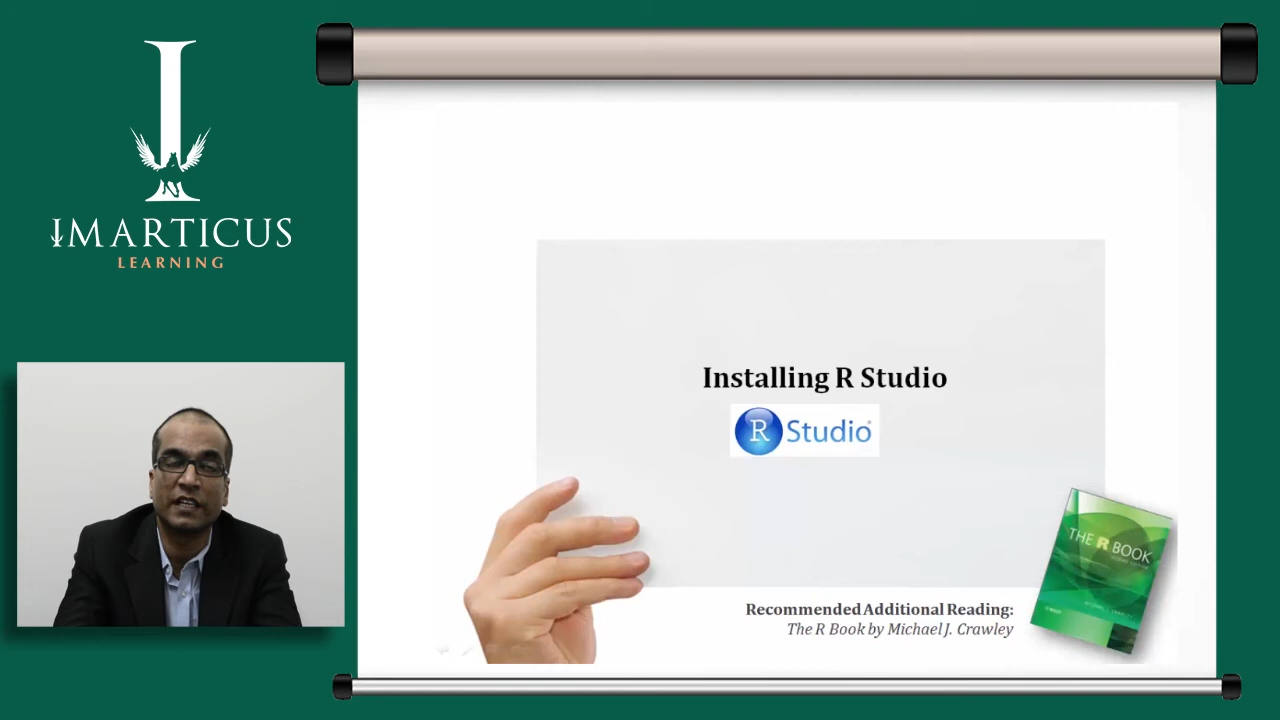 IMARTICUS
LEARNING
Installing R Studio
R Studio
THE R BOOK
Recommended Additional Reading:
The R Book by Michael J. Crawley